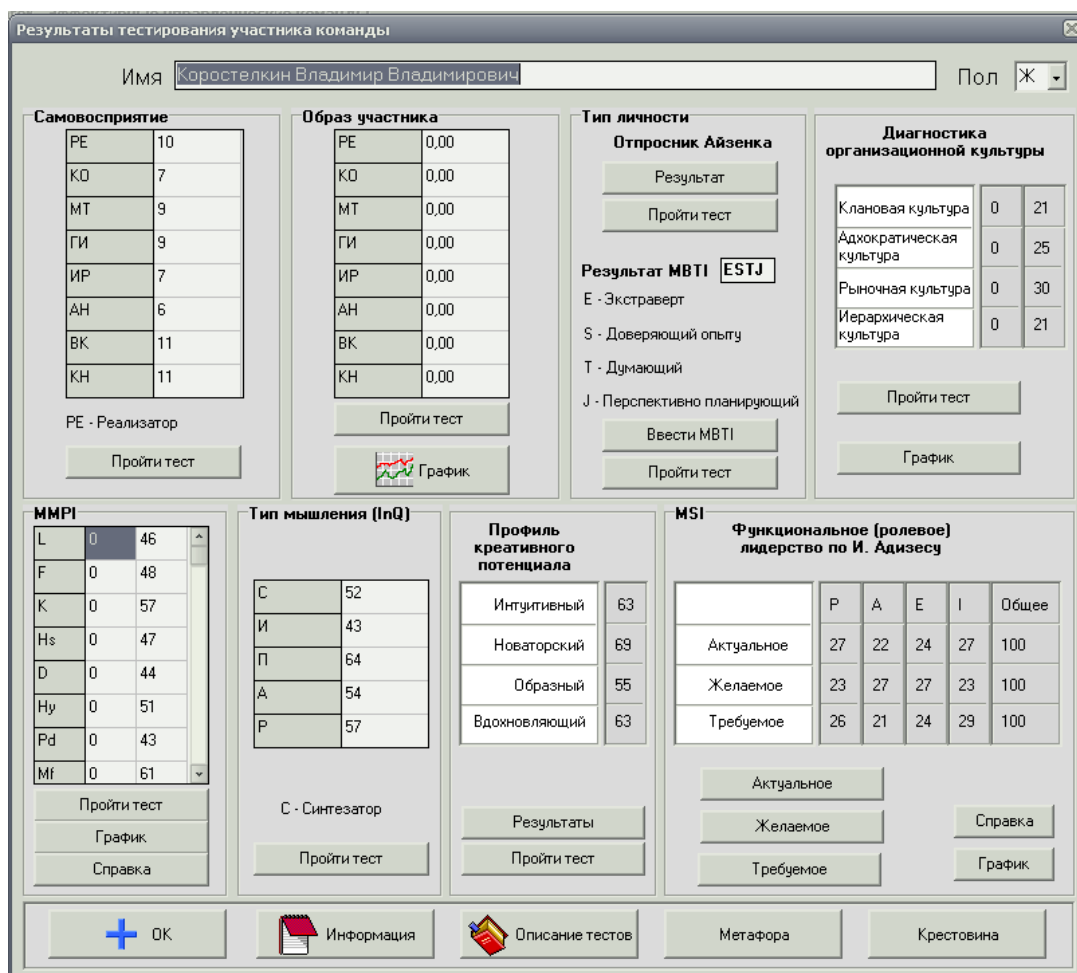 Результаты тестирования участника команды
Имя Коростелкин Владимир Владимирович Пол Ж
Самовосприятие
РЕ 10
КО 7
МТ 9
ГИ 9
ИР 7
АН 6
ВК 11
КН 11
РЕ - Реализатор
Пройти тест
Образ участника
РЕ 0,00
КО 0,00
МТ 0,00
ГИ 0,00
ИР 0,00
АН 0,00
ВК 0,00
КН 0,00
Пройти тест
График
Тип личности
Отпросник Айзенка
Результат
Пройти тест
Результат MBTI ESTJ
E - Экстраверт
S - Доверяющий опыту
T - Думающий
J - Перспективно планирующий
Ввести MBTI
Пройти тест
Диагностика
организационной культуры
Клановая культура 0 21
Адхократическая
культура 0 25
Рыночная культура 0 30
Иерархическая
культура 0 21
Пройти тест
График
MMPI
L 0 46
F 0 48
K 0 57
Hs 0 47
D 0 44
Hy 0 51
Pd 0 43
Mf 0 61
Пройти тест
График
Справка
Тип мышления (InQ)
С 52
И 43
П 64
А 54
Р 57
С - Синтезатор
Пройти тест
Профиль
креативного
потенциала
Интуитивный 63
Новаторский 69
Образный 55
Вдохновляющий 63
Результаты
Пройти тест
MSI
Функциональное (ролевое)
лидерство по И. Адизесу
P A E I Общее
Актуальное 27 22 24 27 100
Желаемое 23 27 27 23 100
Требуемое 26 21 24 29 100
Актуальное
Желаемое
Требуемое
Справка
График
OK
Информация
Описание тестов
Метафора
Крестовина